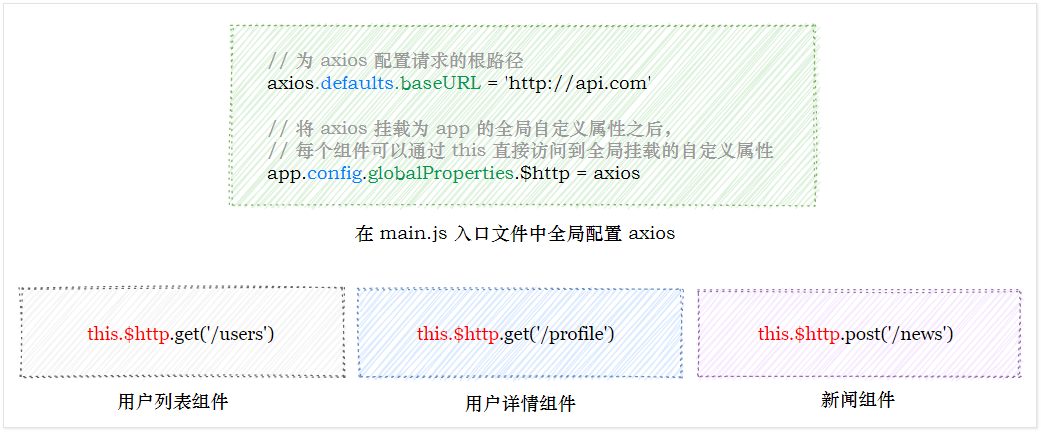 // 为 axios 配置请求的根路径
axios.defaults.baseURL = 'http://api.com'
// 将 axios 挂载为 app 的全局自定义属性之后，
// 每个组件可以通过 this 直接访问到全局挂载的自定义属性
app.config.globalProperties.$http = axios
在 main.js 入口文件中全局配置 axios
this.$http.get('/users')
this.$http.get('/profile')
this.$http.post('/news')
用户列表组件
用户详情组件
新闻组件